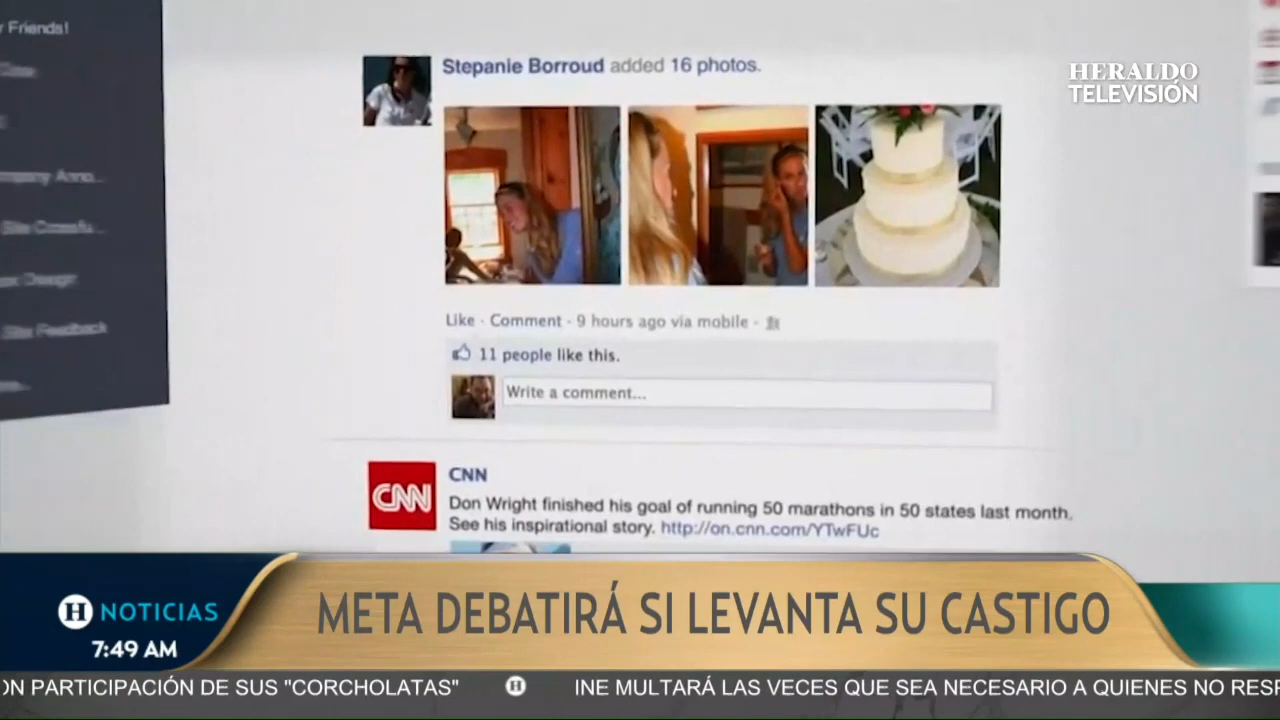 r Friends!
HERALDO
TELEVISIÓN
Stepanie Borroud added 16 photos.
Site Feedback
Like · Comment · 9 hours ago via mobile ·
11 people like this.
Write a comment...
CNN
CNN
Don Wright finished his goal of running 50 marathons in 50 states last month.
See his inspirational story. http://on.cnn.com/YTwFUc
H NOTICIAS
7:49 AM
META DEBATIRÁ SI LEVANTA SU CASTIGO
ON PARTICIPACIÓN DE SUS "CORCHOLATAS"
H
INE MULTARÁ LAS VECES QUE SEA NECESARIO A QUIENES NO RESP